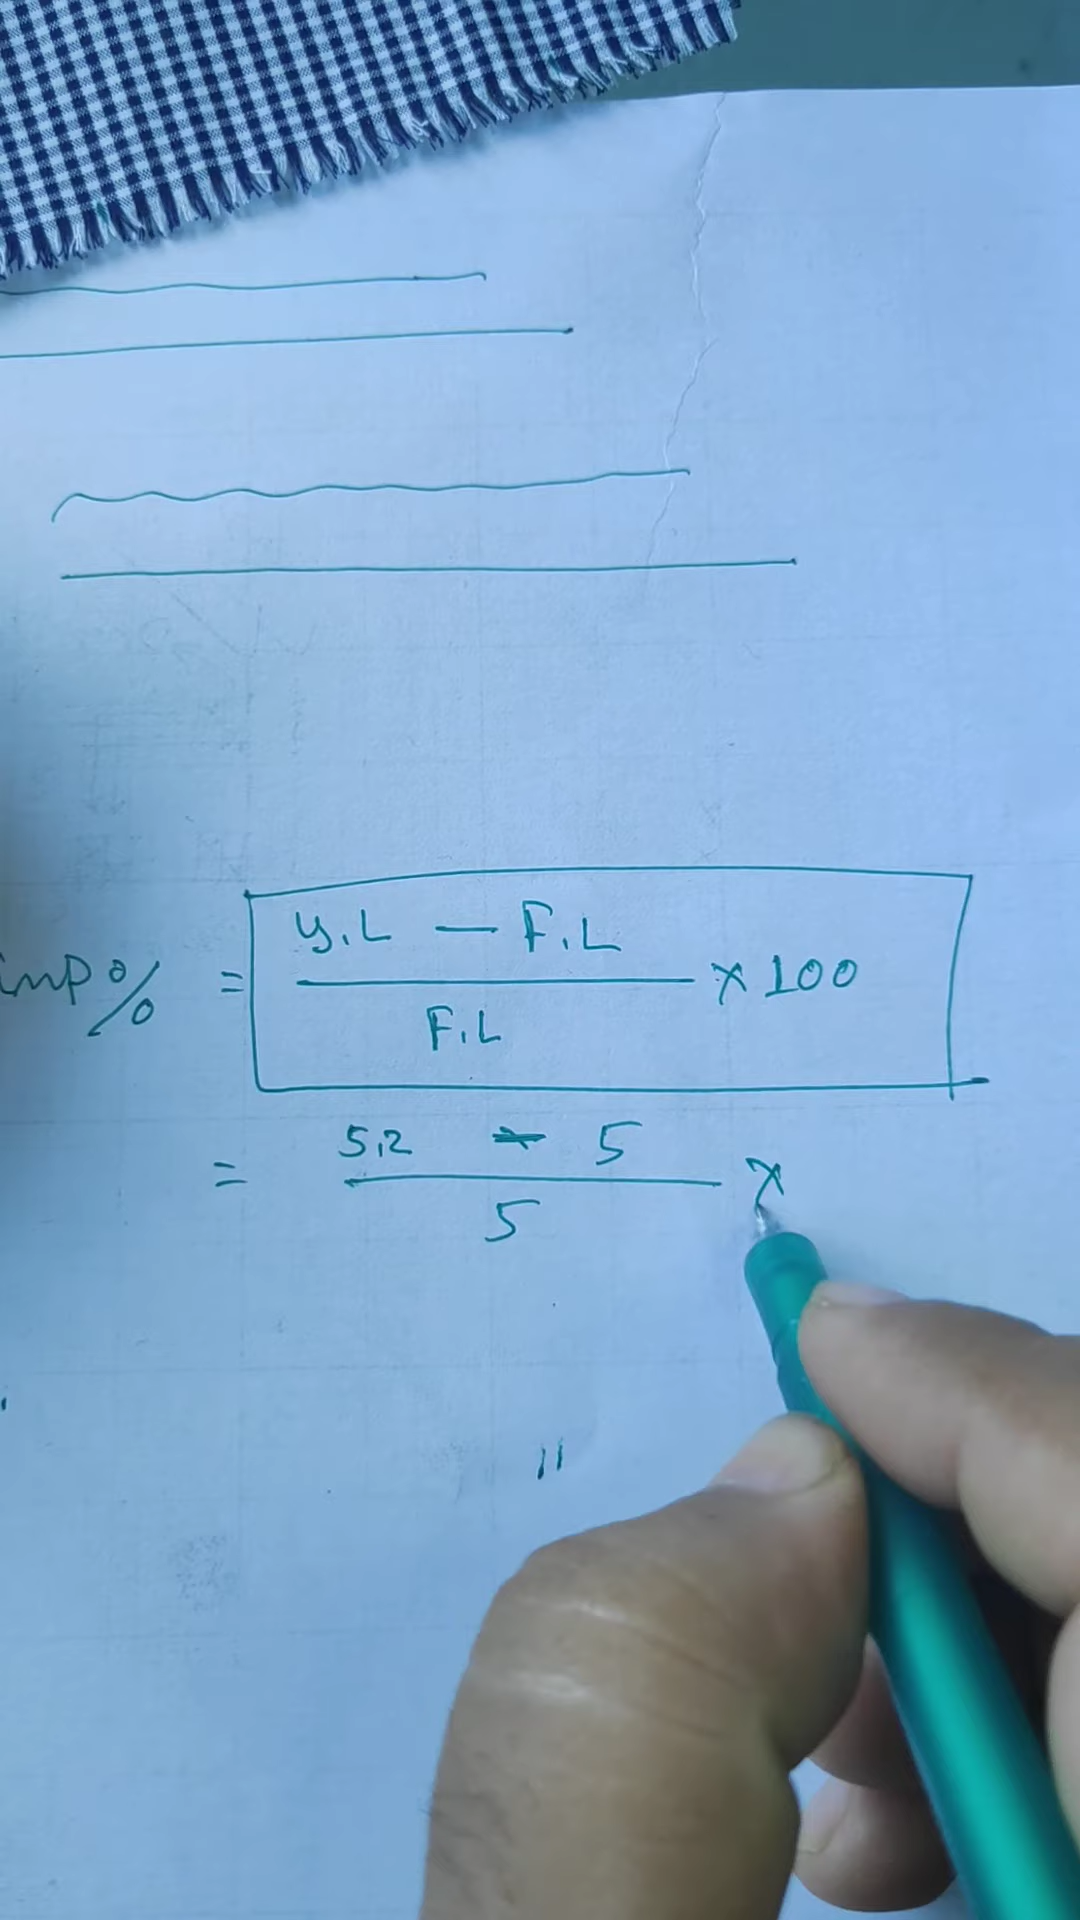 imp% = y.L — F.L / F.L × 100
= 5.2 - 5 / 5 ×
"